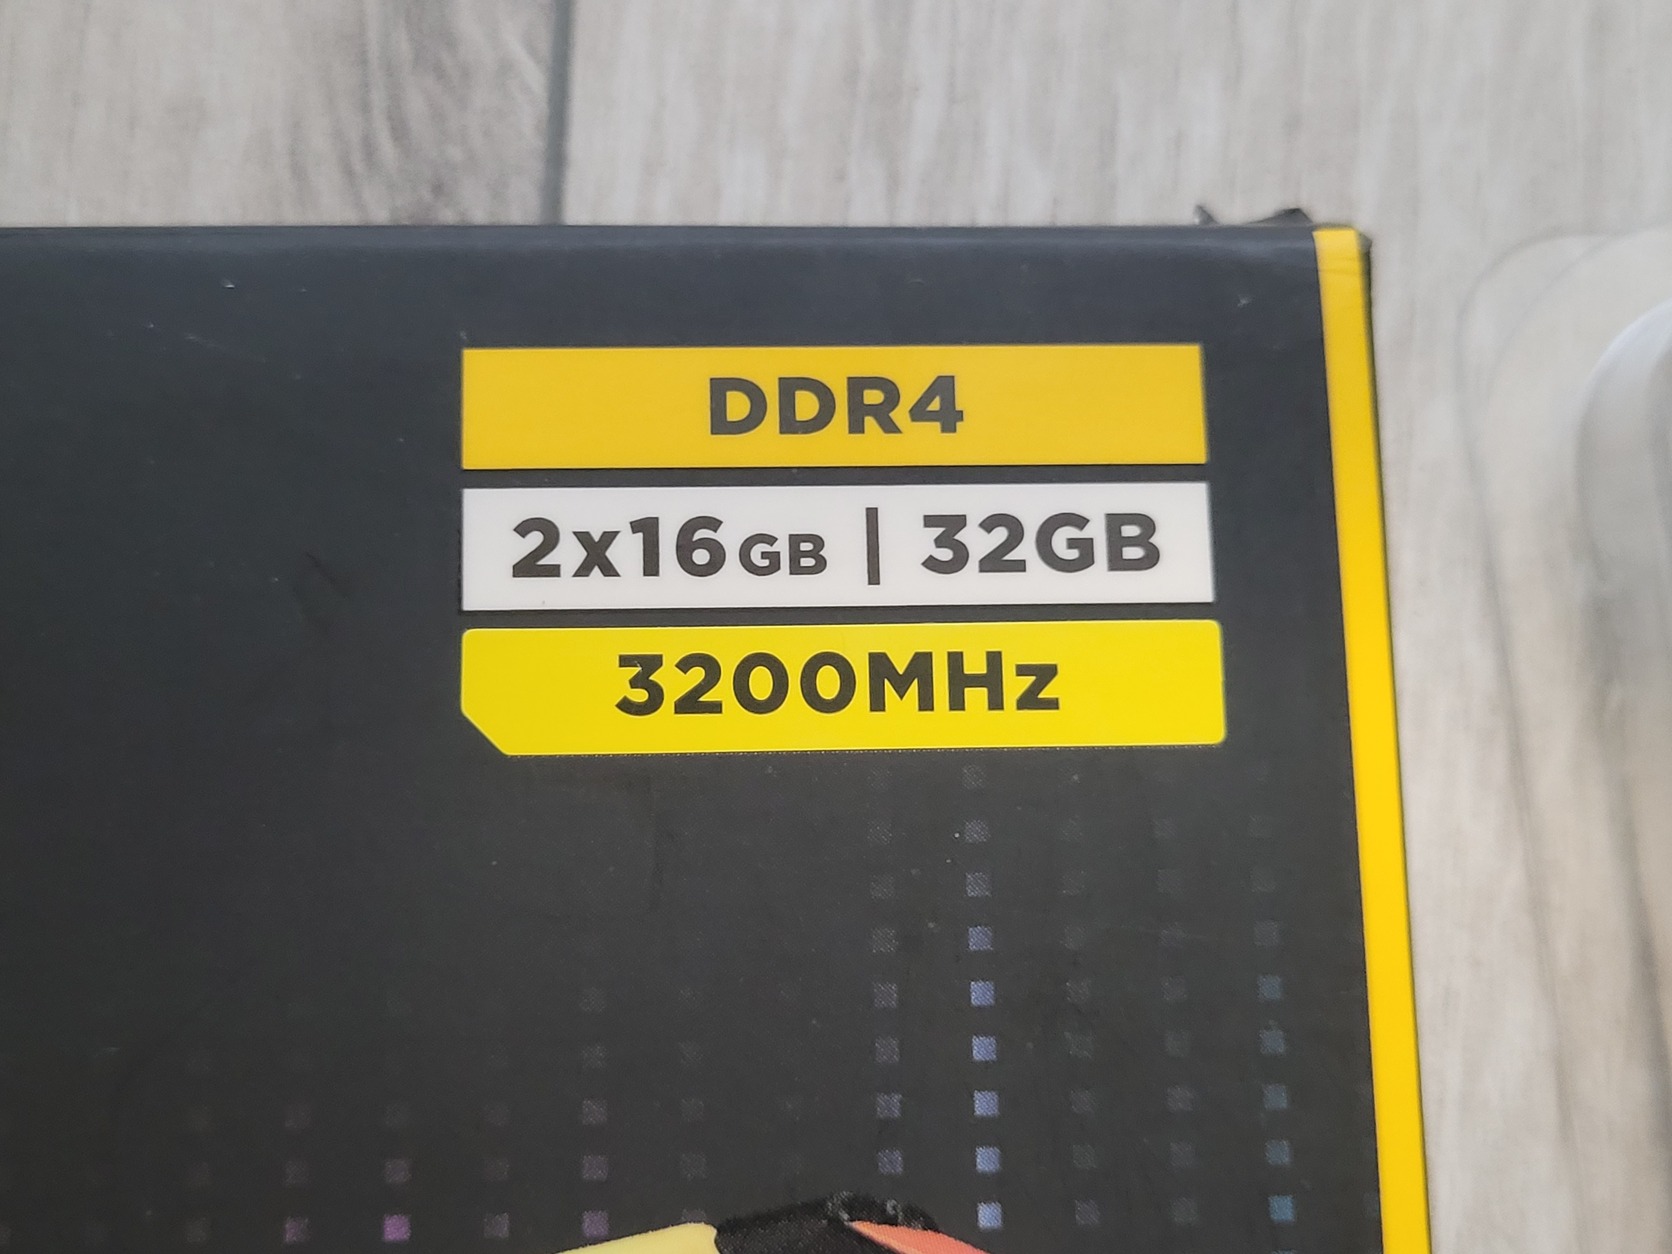 DDR4
2x16GB | 32GB
3200MHz